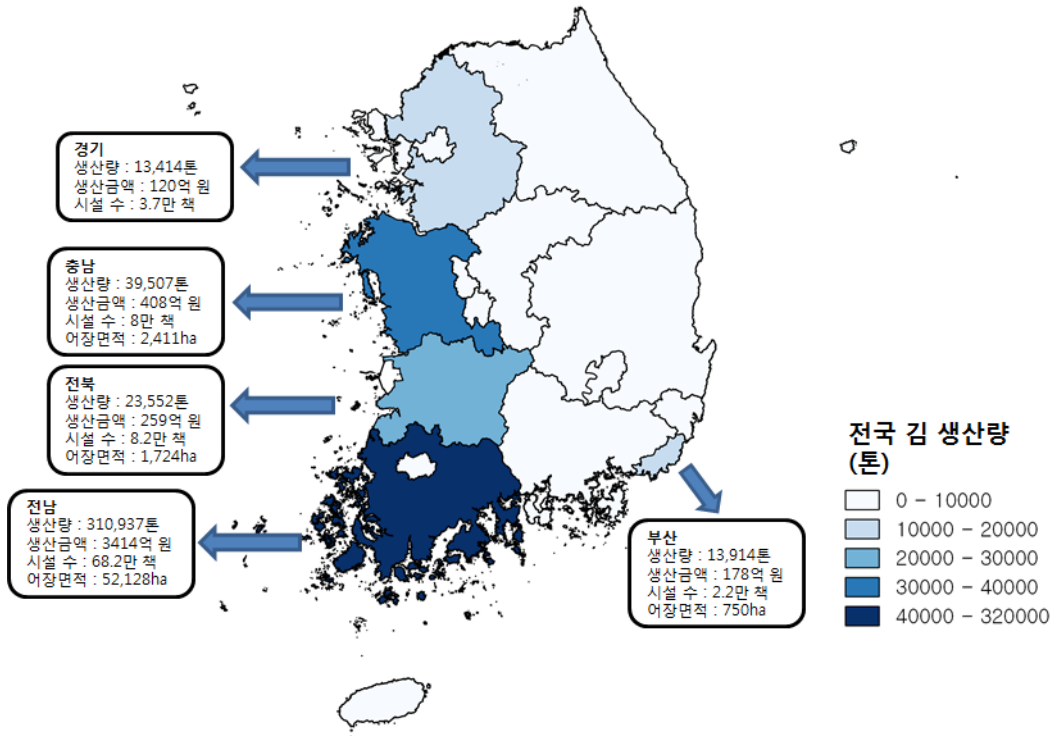 경기
생산량 : 13,414톤
생산금액 : 120억 원
시설 수 : 3.7만 책
충남
생산량 : 39,507톤
생산금액 : 408억 원
시설 수 : 8만 책
어장면적 : 2,411ha
전북
생산량 : 23,552톤
생산금액 : 259억 원
시설 수 : 8.2만 책
어장면적 : 1,724ha
전남
생산량 : 310,937톤
생산금액 : 3414억 원
시설 수 : 68.2만 책
어장면적 : 52,128ha
부산
생산량 : 13,914톤
생산금액 : 178억 원
시설 수 : 2.2만 책
어장면적 : 750ha
전국 김 생산량
(톤)
0 - 10000
10000 - 20000
20000 - 30000
30000 - 40000
40000 - 320000